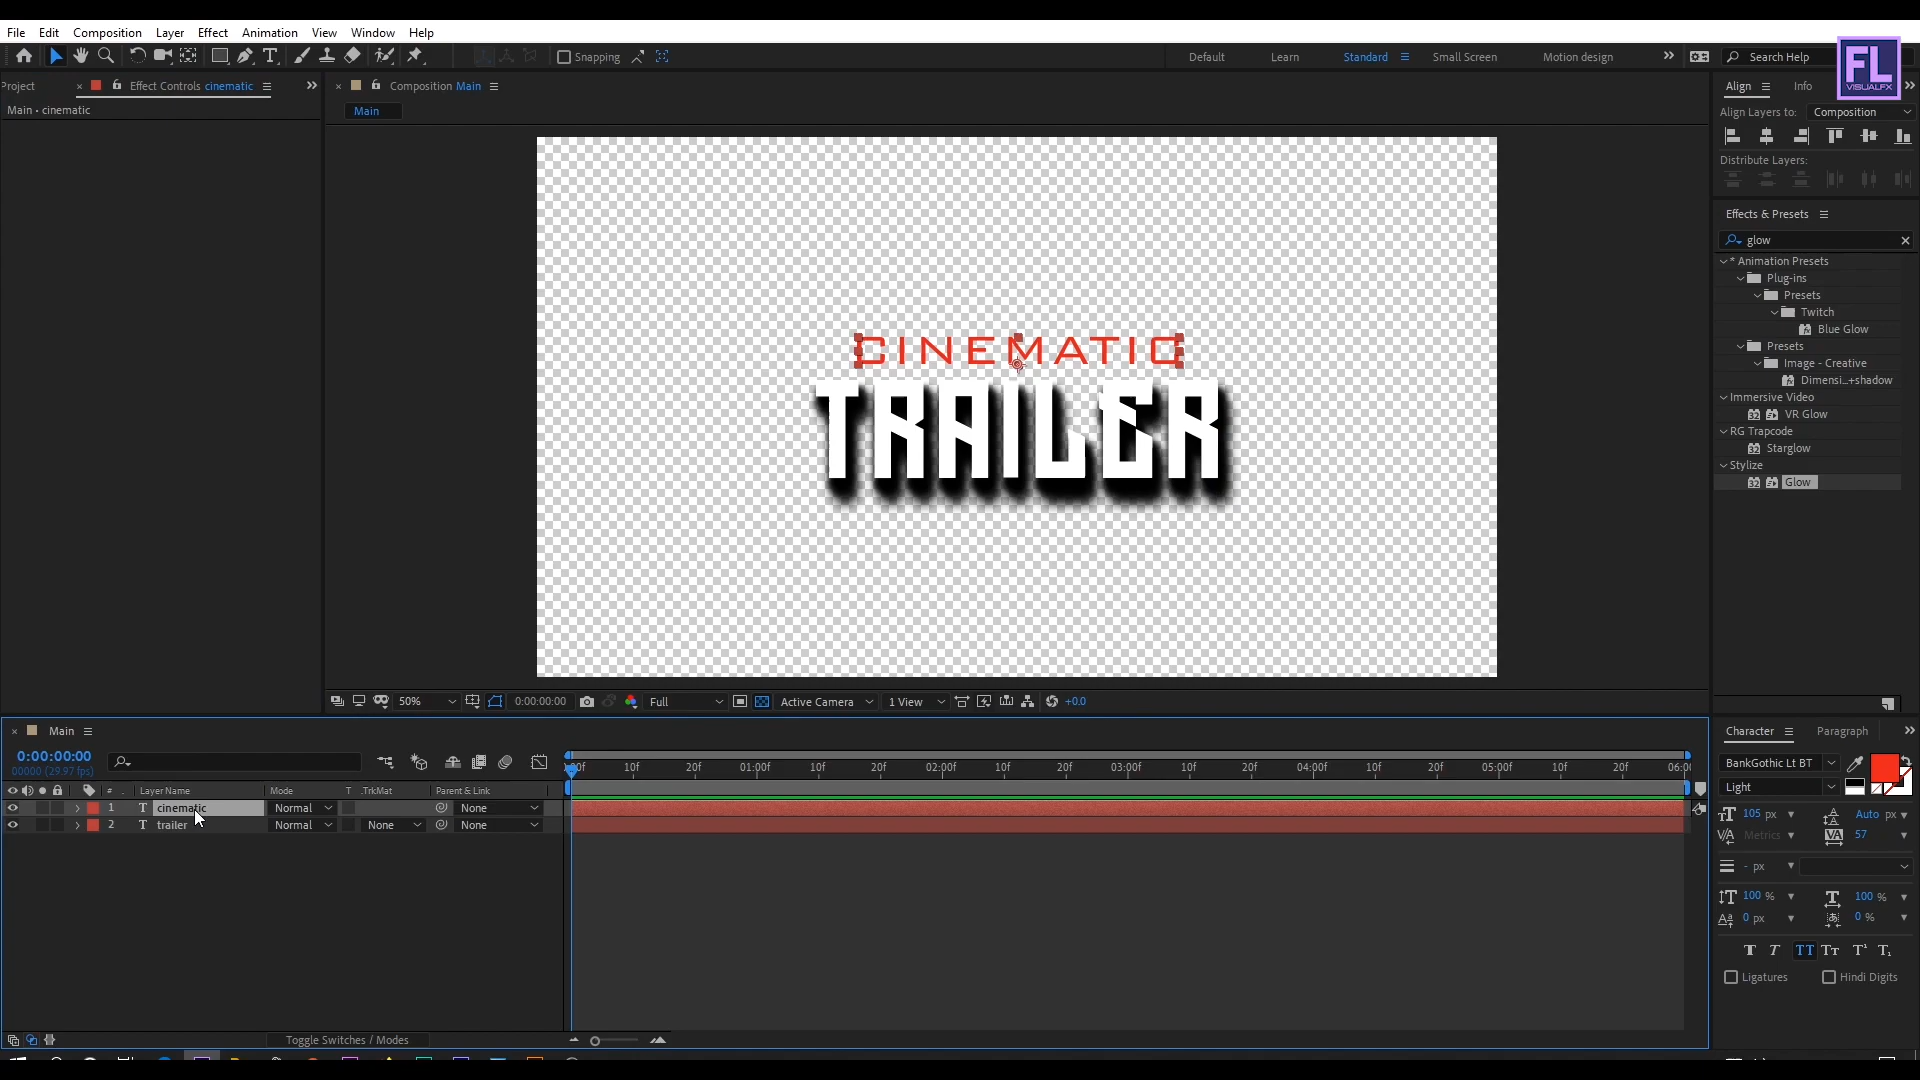 File Edit Composition Layer Effect Animation View Window Help
Snapping Default Learn Standard Small Screen Motion design Search Help
FL
VISUALFX
roject Effect Controls cinematic Composition Main Align Info
Main • cinematic Main
Align Layers to: Composition
Distribute Layers:
Effects & Presets
glow
* Animation Presets
Plug-ins
Presets
Twitch
Blue Glow
Presets
Image - Creative
Dimensi...+shadow
Immersive Video
VR Glow
RG Trapcode
Starglow
Stylize
Glow
CINEMATIC
TRAILER
50% 0:00:00:00 Full Active Camera 1 View +0.0
Main
0:00:00:00
00000 (29.97 fps)
10f 20f 01:00f 10f 20f 02:00f 10f 20f 03:00f 10f 20f 04:00f 10f 20f 05:00f 10f 20f
# Layer Name Mode T .TrkMat Parent & Link
1 T cinematic Normal None
2 T trailer Normal None None
Toggle Switches / Modes
Character Paragraph
BankGothic Lt BT
Light
105 px Auto px
Metrics 57
- px
100 % 100 %
0 px 0 %
T T TT Tт T¹ T₁
Ligatures Hindi Digits